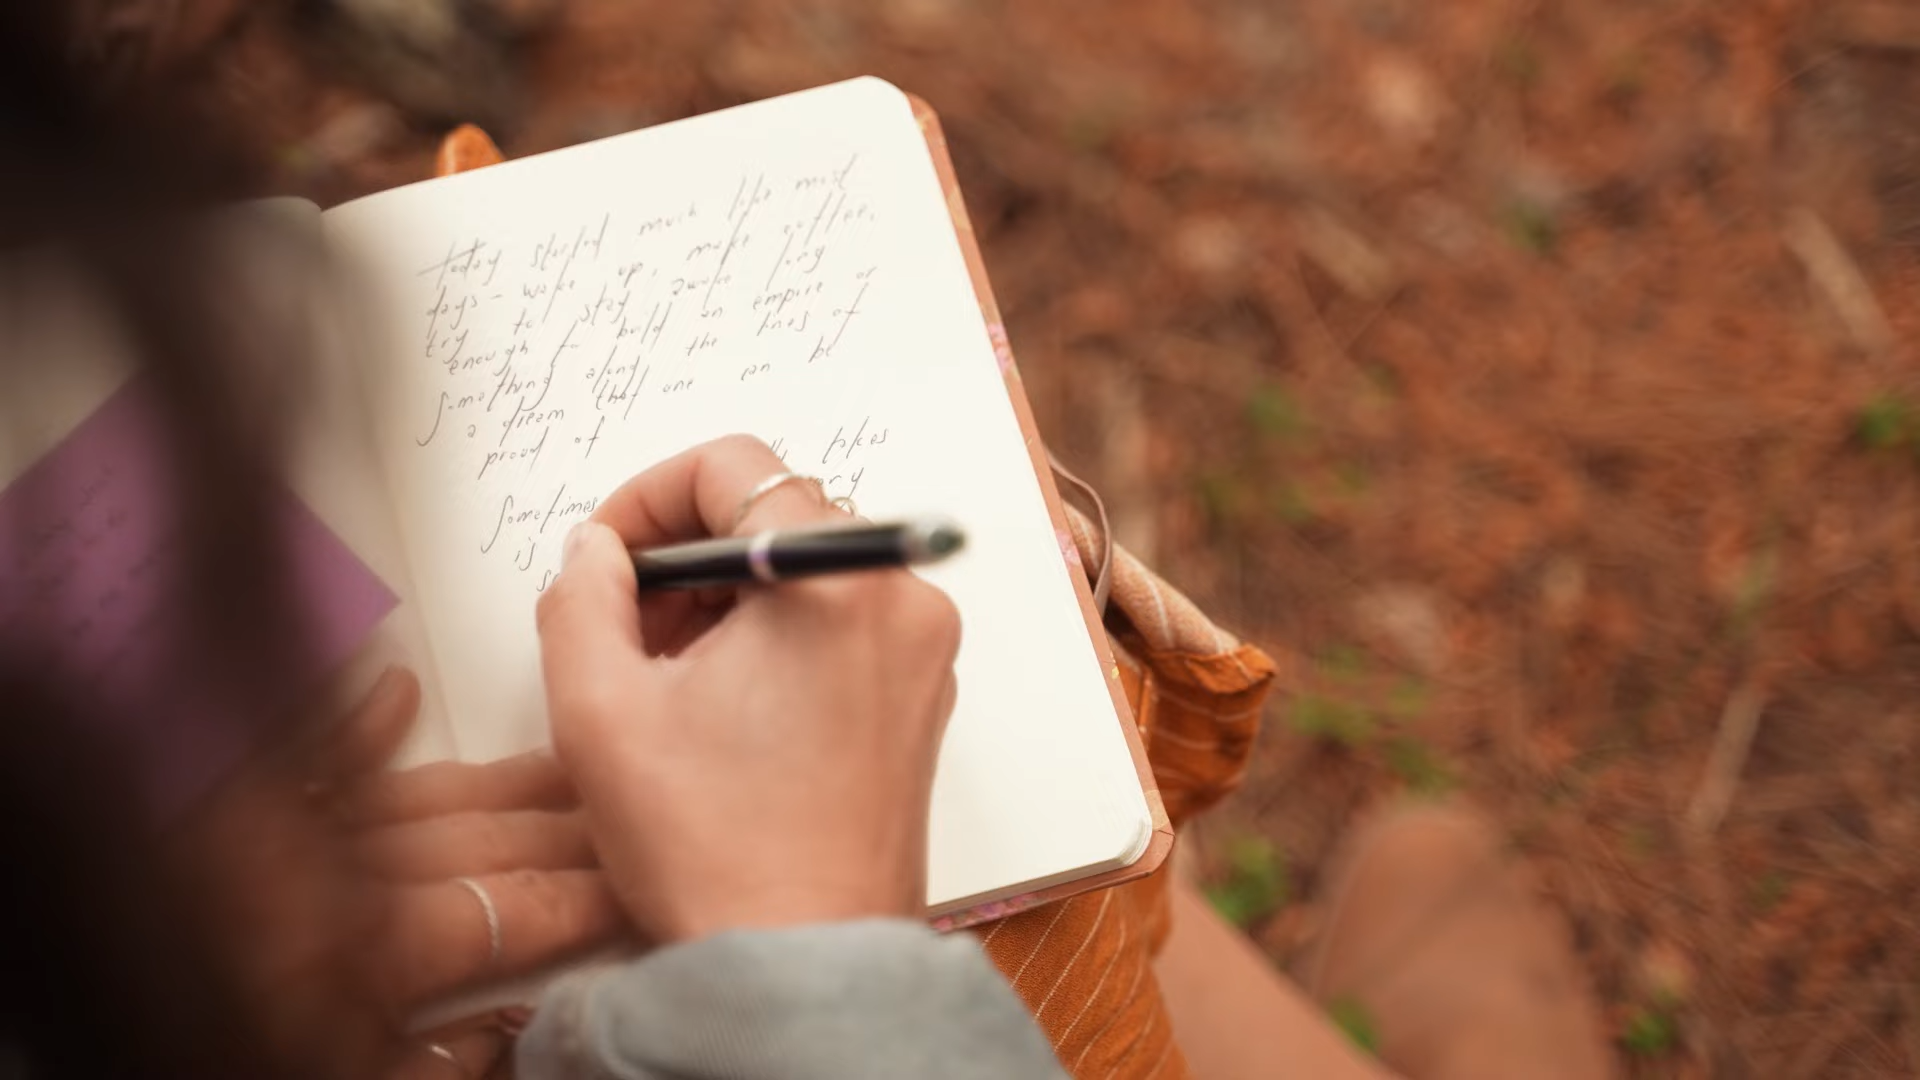 today started much like most
days - wake up, make coffee,
try to stay awake long
enough to build an empire or
something along the lines of
a dream that one can be
proud of
Sometimes takes
is